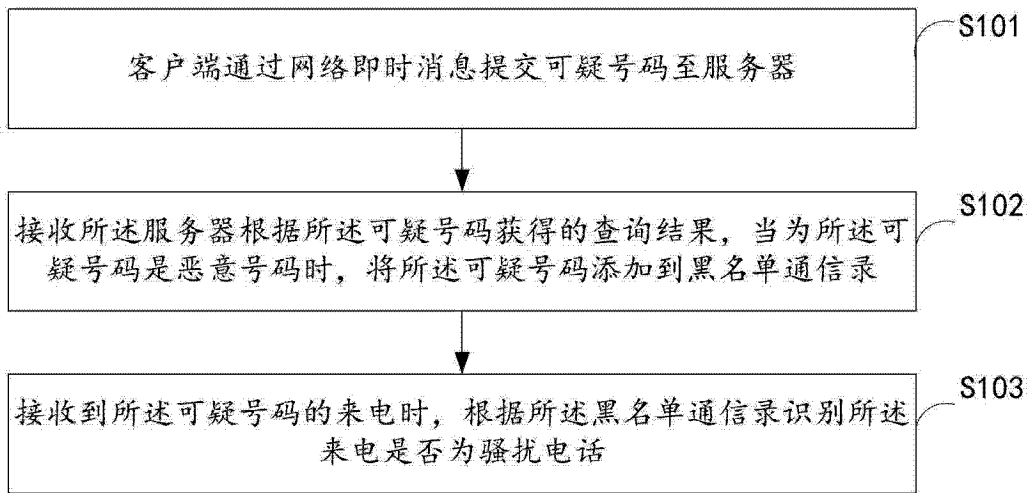 S101
客户端通过网络即时消息提交可疑号码至服务器
S102
接收所述服务器根据所述可疑号码获得的查询结果，当为所述可
疑号码是恶意号码时，将所述可疑号码添加到黑名单通信录
S103
接收到所述可疑号码的来电时，根据所述黑名单通信录识别所述
来电是否为骚扰电话